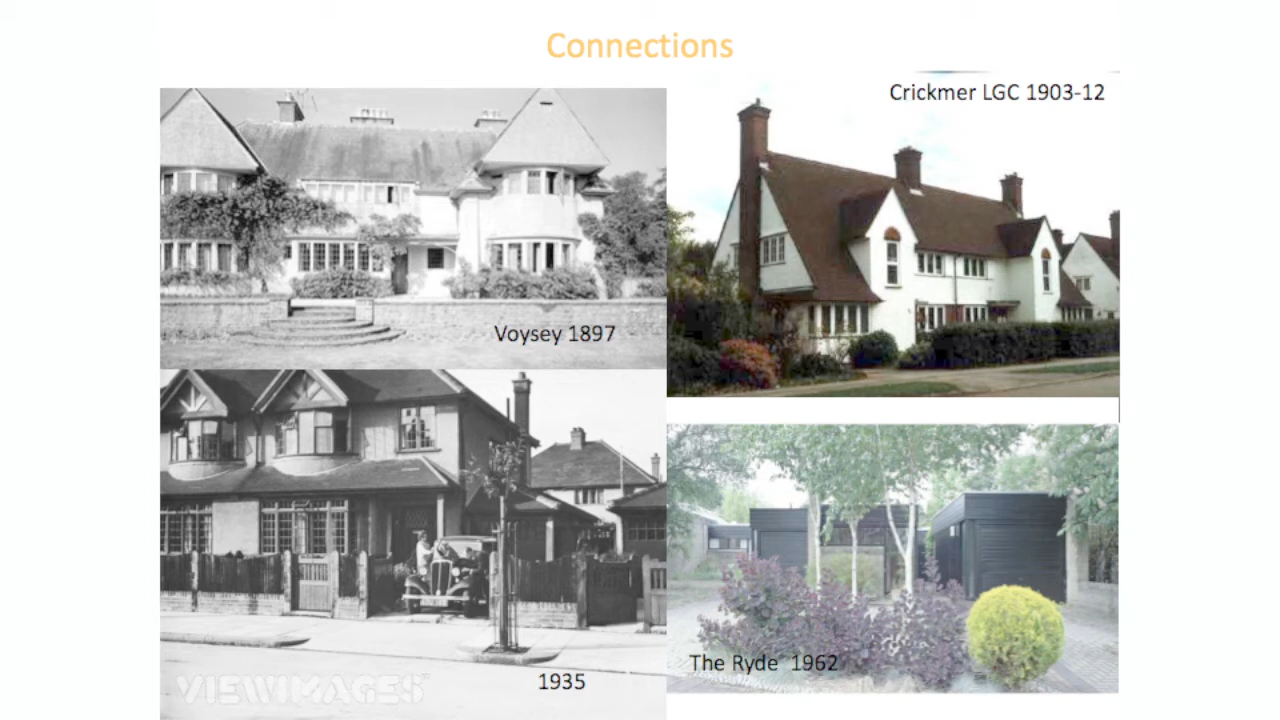 Connections
Crickmer LGC 1903-12
Voysey 1897
The Ryde 1962
1935
VIEWIMAGES